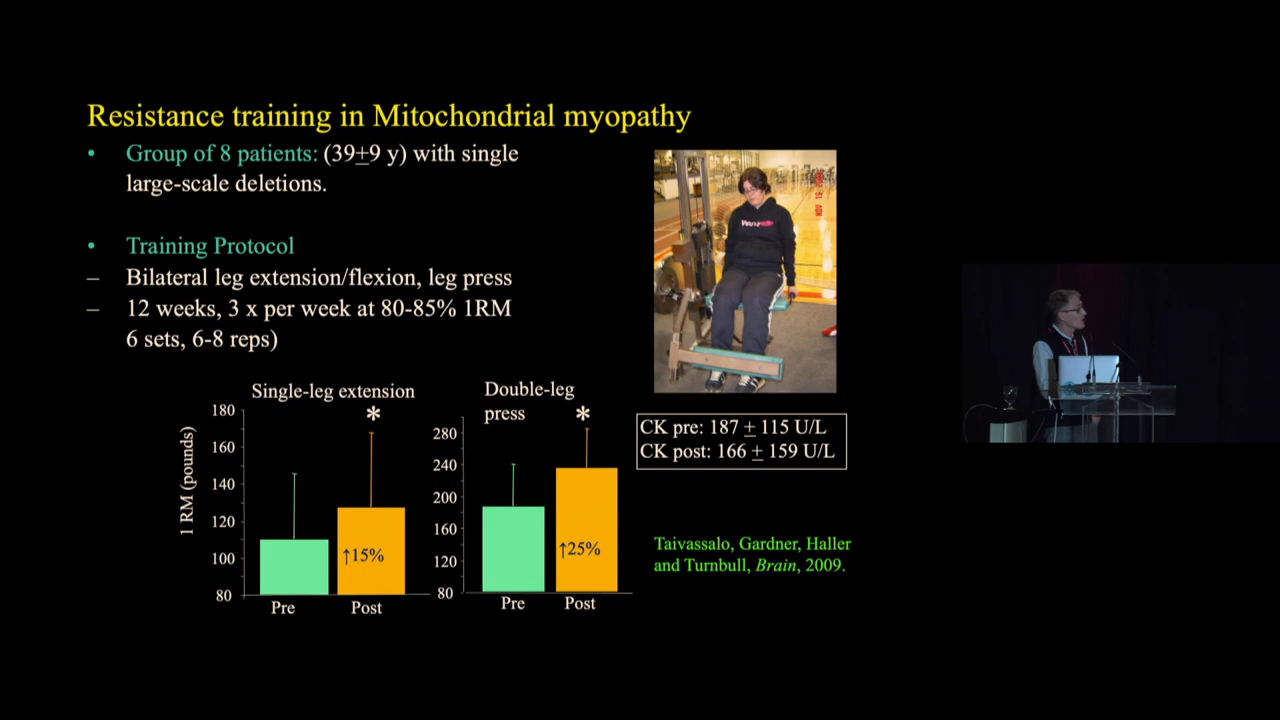 Resistance training in Mitochondrial myopathy
• Group of 8 patients: (39±9 y) with single
large-scale deletions.
• Training Protocol
– Bilateral leg extension/flexion, leg press
– 12 weeks, 3 x per week at 80-85% 1RM
6 sets, 6-8 reps)
NOV 18
CK pre: 187 ± 115 U/L
CK post: 166 ± 159 U/L
Single-leg extension
*
1 RM (pounds)
180
160
140
120
100
80
↑15%
Pre Post
Double-leg
press
*
280
240
200
160
120
80
↑25%
Pre Post
Taivassalo, Gardner, Haller
and Turnbull, Brain, 2009.